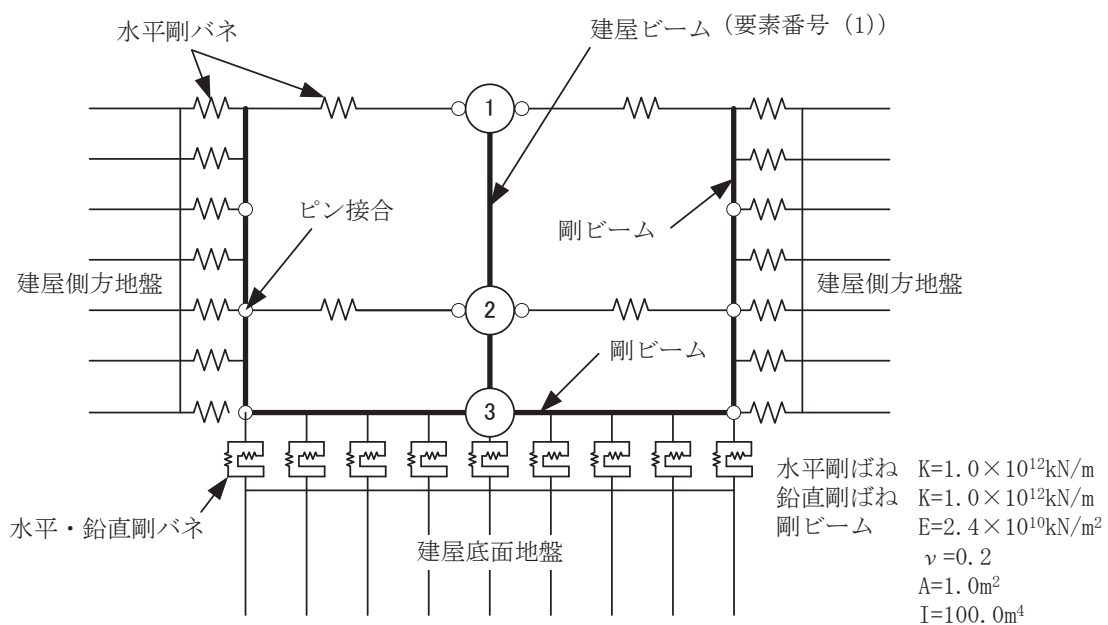 水平剛バネ
建屋ビーム（要素番号（1））
1
ピン接合
剛ビーム
建屋側方地盤
2
建屋側方地盤
剛ビーム
3
水平・鉛直剛バネ
建屋底面地盤
水平剛ばね K=1.0×10¹²kN/m
鉛直剛ばね K=1.0×10¹²kN/m
剛ビーム E=2.4×10¹⁰kN/m²
ν=0.2
A=1.0m²
I=100.0m⁴